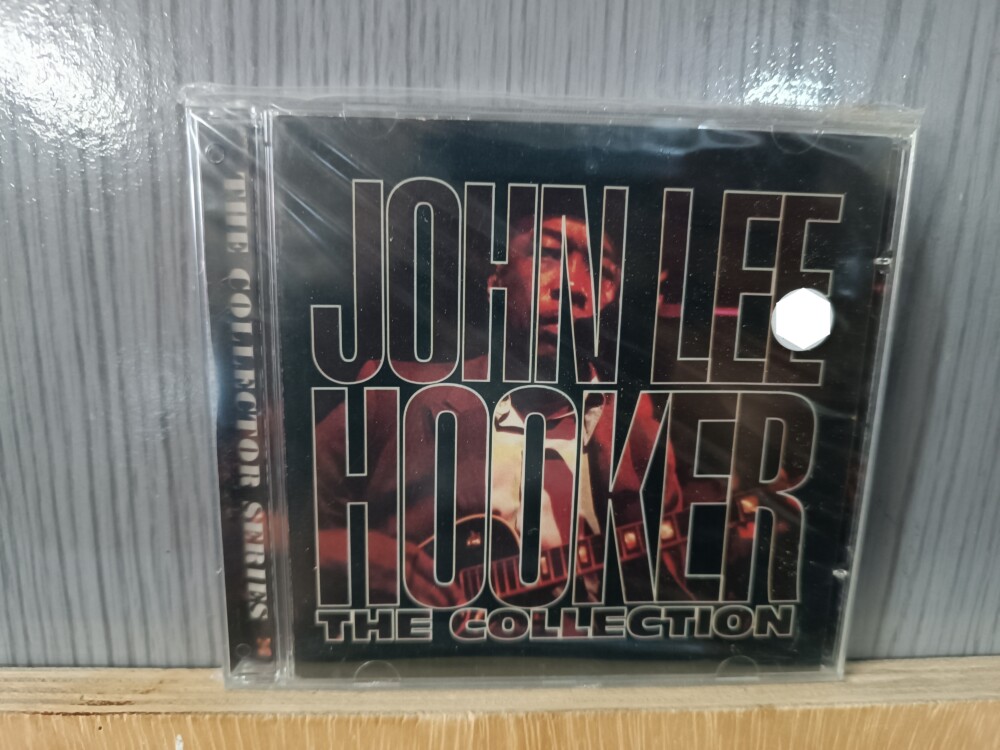 THE COLLECTOR SERIES
JOHN LEE
HOOKER
THE COLLECTION